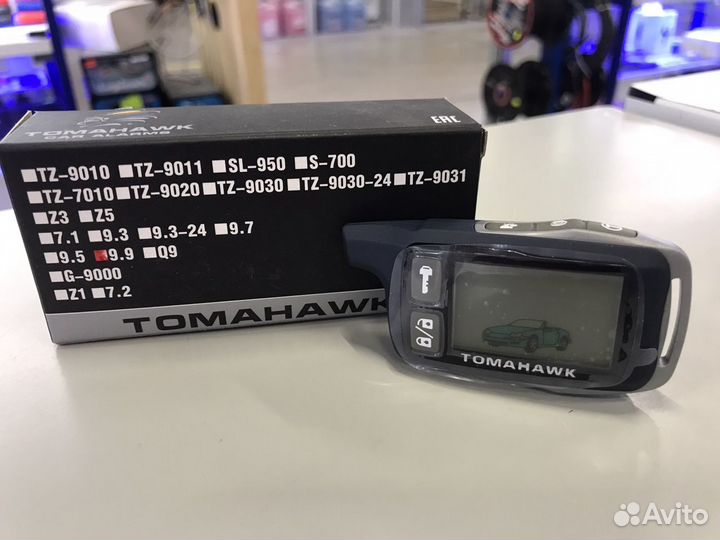 TOMAHAWK
CAR ALARMS
EAC
TZ-9010 TZ-9011 SL-950 S-700
TZ-7010 TZ-9020 TZ-9030 TZ-9030-24 TZ-9031
Z3 Z5
7.1 9.3 9.3-24 9.7
9.5 9.9 Q9
G-9000
Z1 7.2
TOMAHAWK
TOMAHAWK
Avito